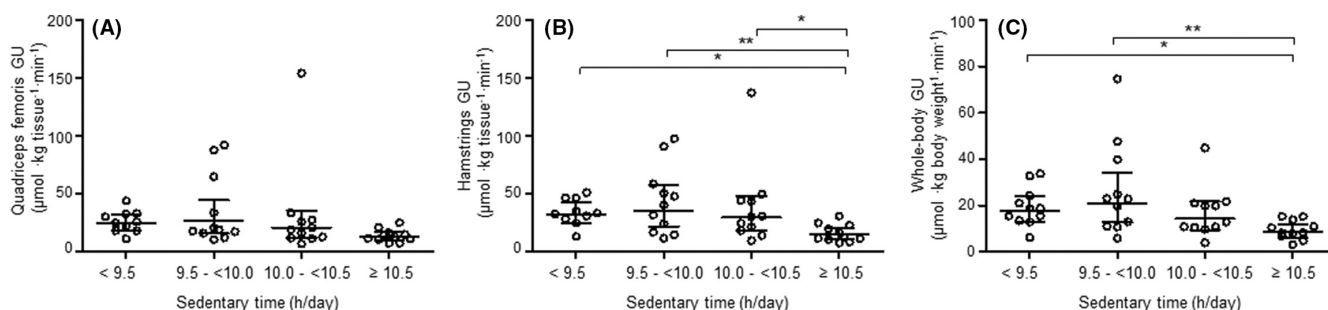 (A)
Quadriceps femoris GU
(µmol ·kg tissue⁻¹·min⁻¹)
200
150
100
50
0
< 9.5
9.5 - <10.0
10.0 - <10.5
≥ 10.5
Sedentary time (h/day)
(B)
Hamstrings GU
(µmol ·kg tissue⁻¹·min⁻¹)
200
150
100
50
0
*
**
*
< 9.5
9.5 - <10.0
10.0 - <10.5
≥ 10.5
Sedentary time (h/day)
(C)
Whole-body GU
(µmol ·kg body weight¹·min⁻¹)
100
80
60
40
20
0
**
*
< 9.5
9.5 - <10.0
10.0 - <10.5
≥ 10.5
Sedentary time (h/day)